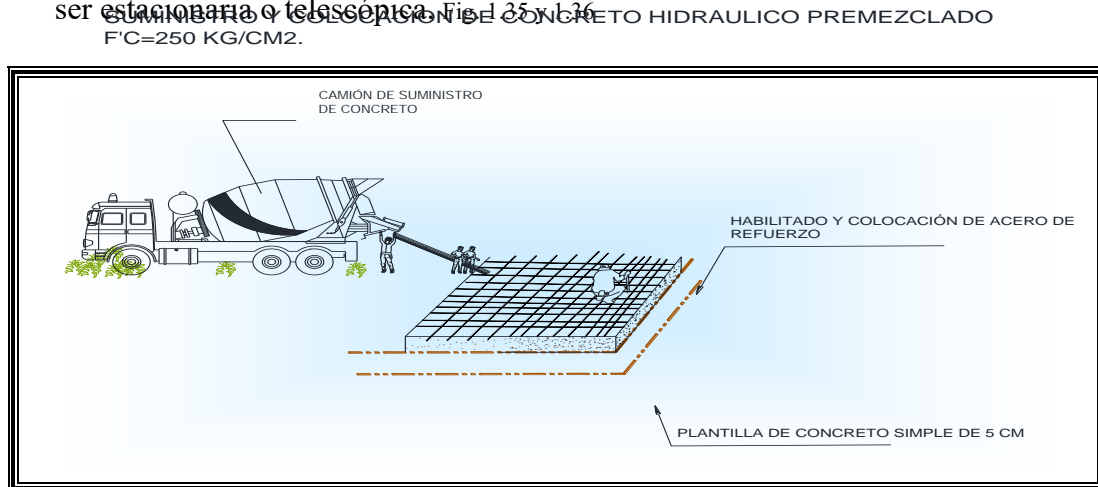 ser estacionaria o telescópica. Fig. 1.35 y 1.36
SUMINISTRO Y COLOCACION DE CONCRETO HIDRAULICO PREMEZCLADO
F'C=250 KG/CM2.
CAMIÓN DE SUMINISTRO
DE CONCRETO
HABILITADO Y COLOCACIÓN DE ACERO DE
REFUERZO
PLANTILLA DE CONCRETO SIMPLE DE 5 CM